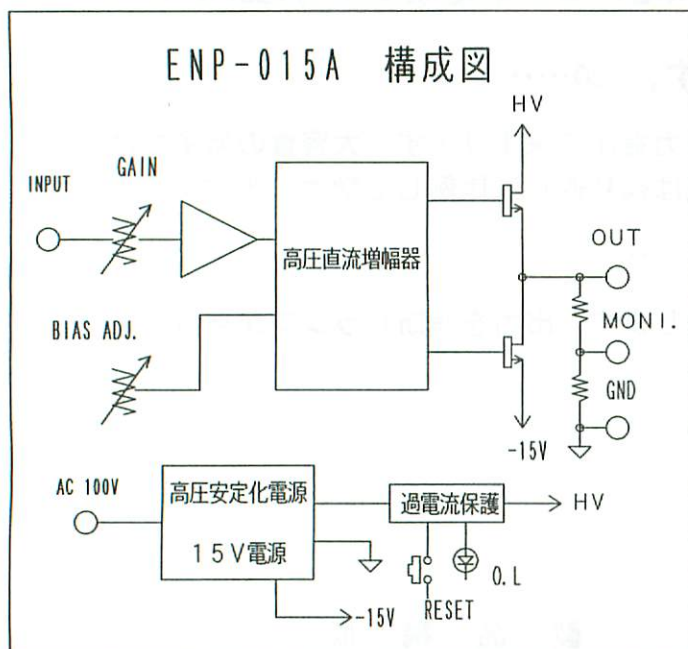 ENP-015A 構成図
HV
GAIN
INPUT
OUT
高圧直流増幅器
BIAS ADJ.
MONI.
GND
-15V
AC 100V
高圧安定化電源
過電流保護
HV
15V電源
O.L
RESET
-15V